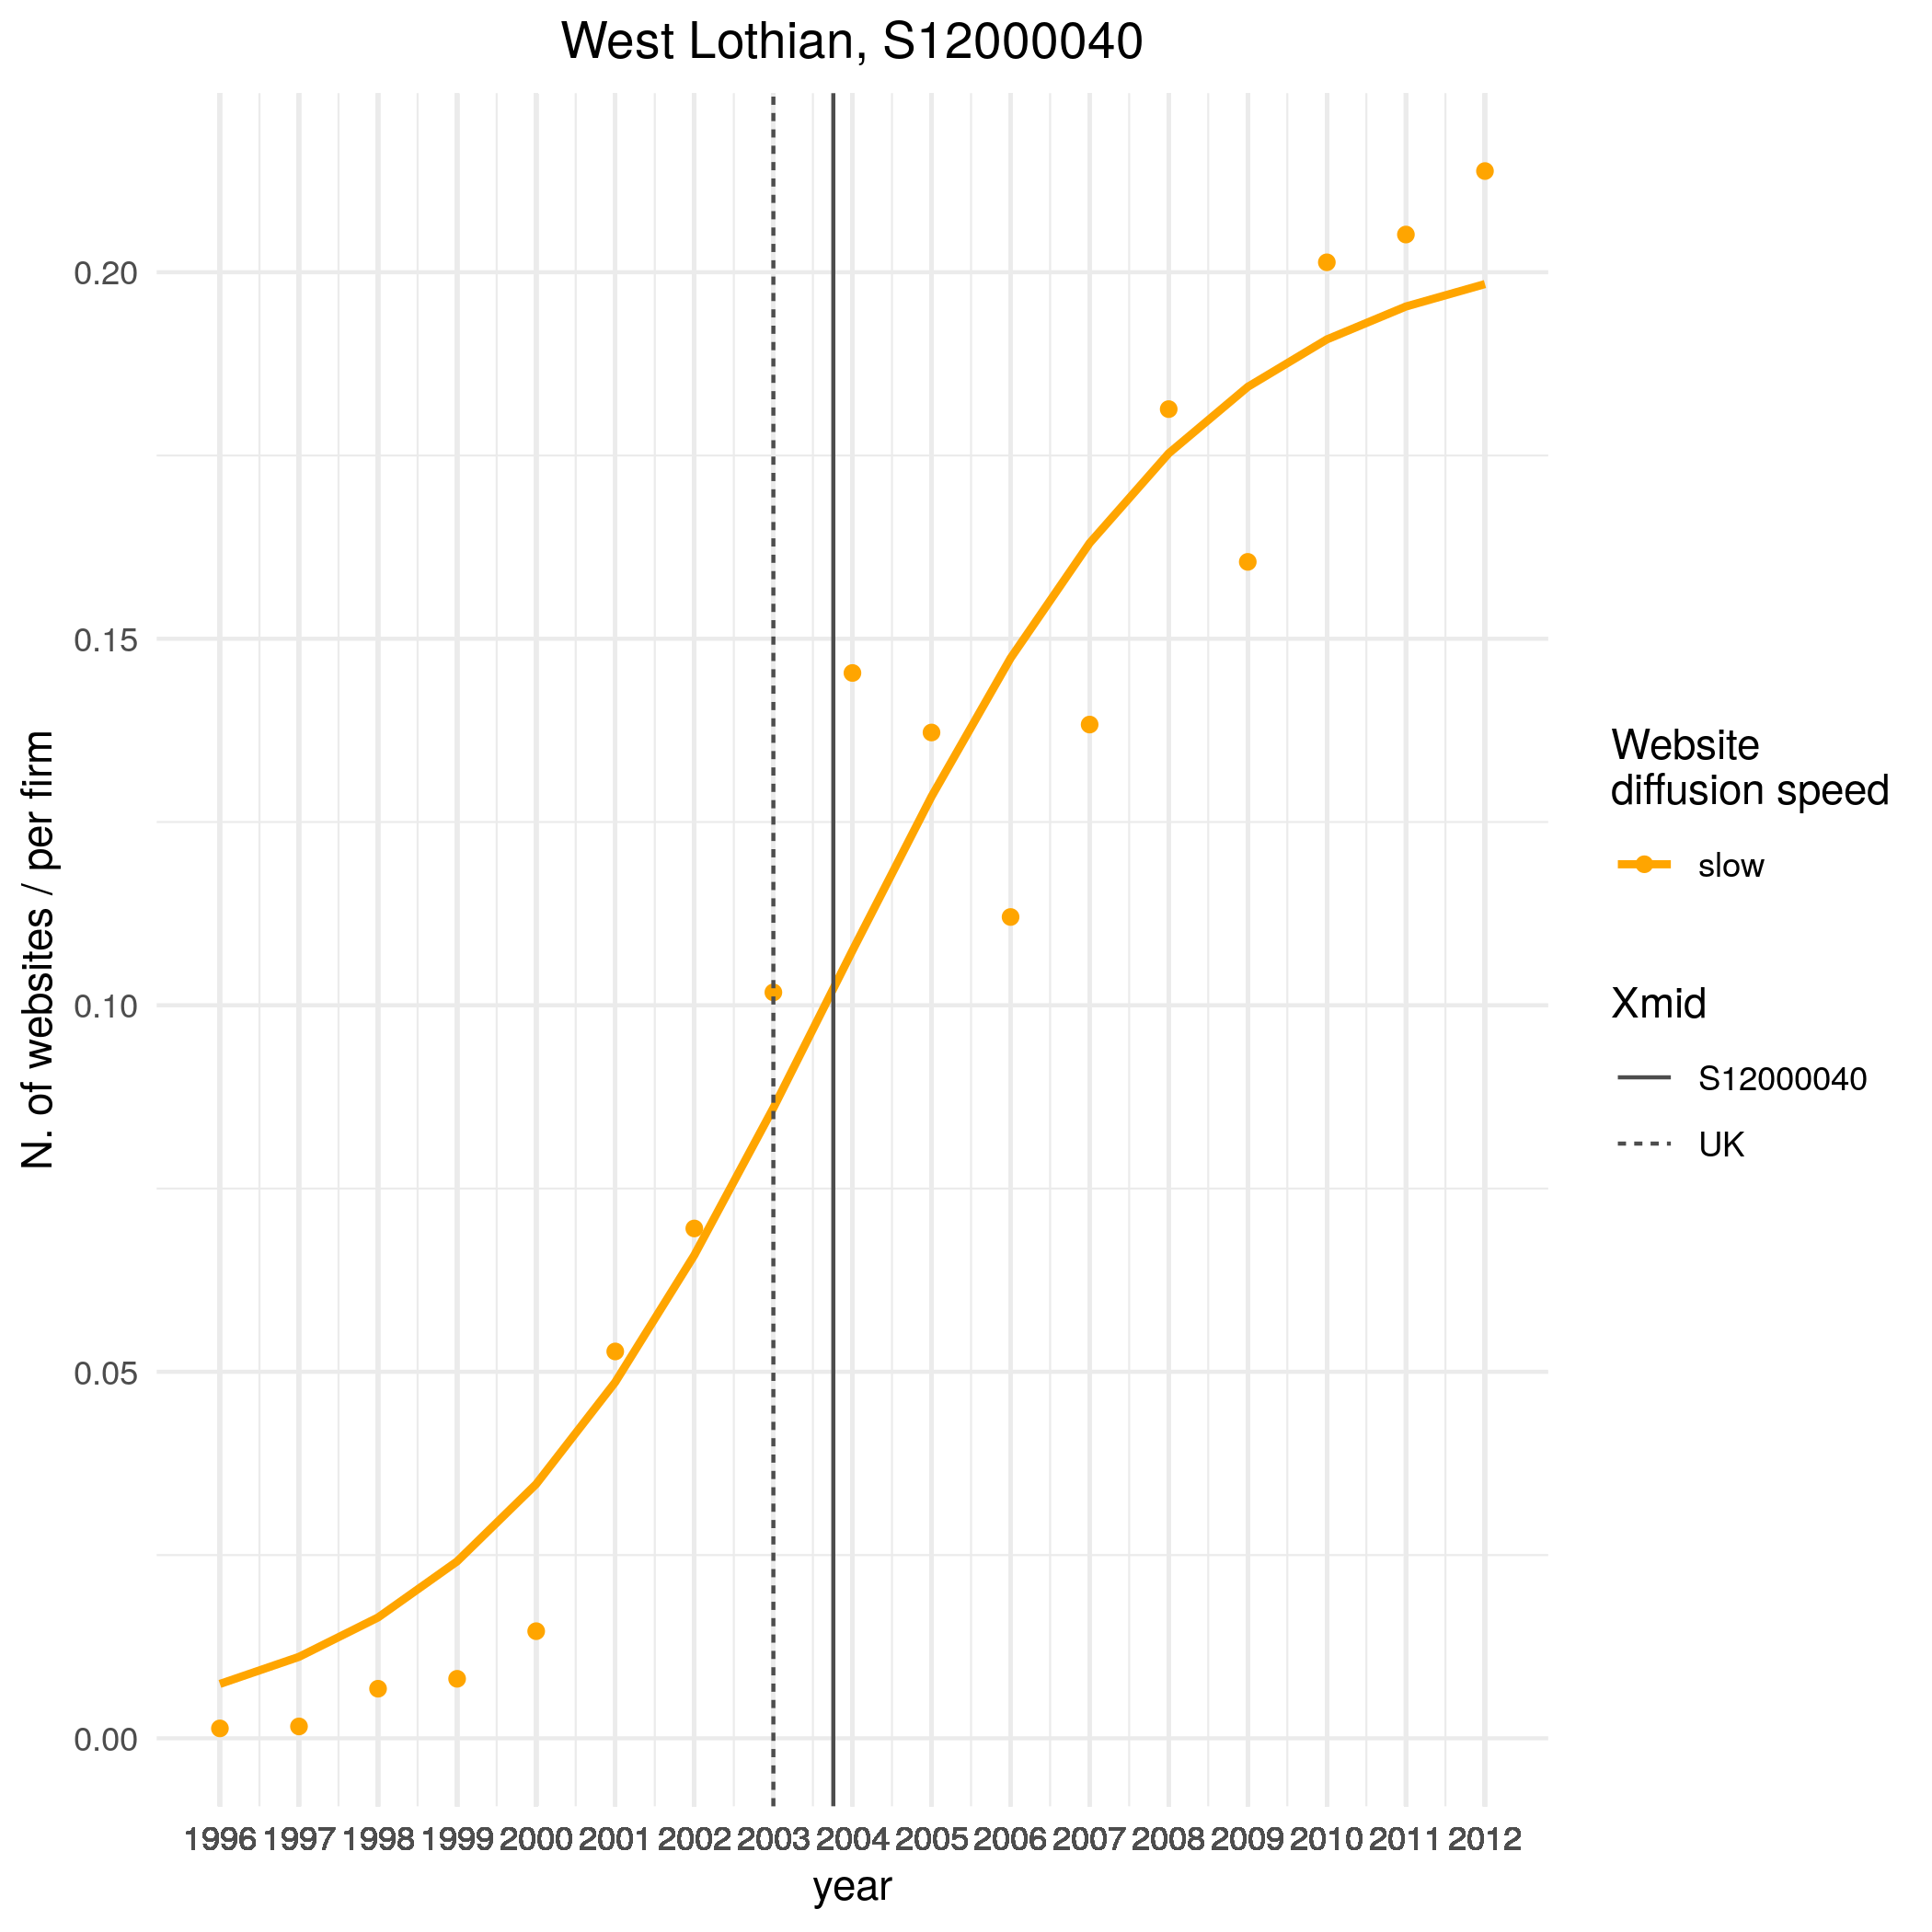 West Lothian, S12000040
N. of websites / per firm
0.20
0.15
0.10
0.05
0.00
1996 1997 1998 1999 2000 2001 2002 2003 2004 2005 2006 2007 2008 2009 2010 2011 2012
year
Website
diffusion speed
slow
Xmid
S12000040
UK